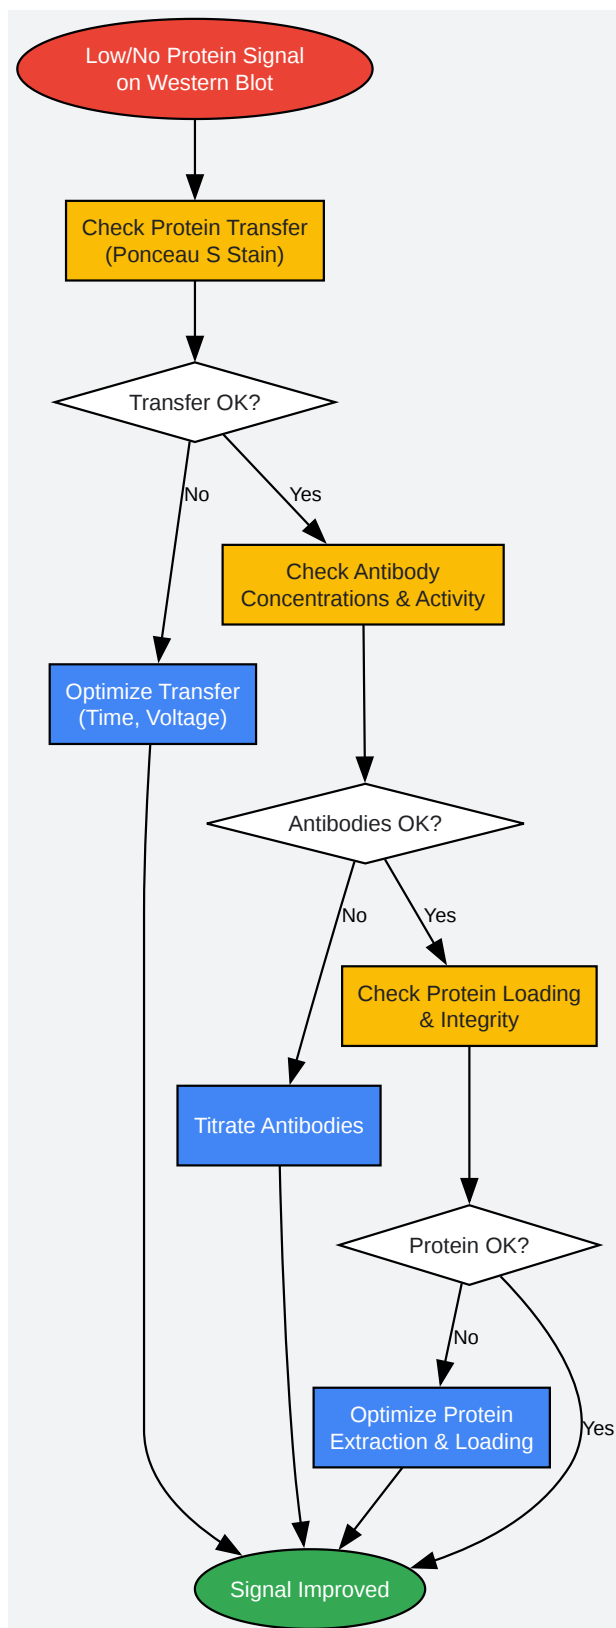 Low/No Protein Signal
on Western Blot
Check Protein Transfer
(Ponceau S Stain)
Transfer OK?
No
Yes
Check Antibody
Concentrations & Activity
Optimize Transfer
(Time, Voltage)
Antibodies OK?
No
Yes
Check Protein Loading
& Integrity
Titrate Antibodies
Protein OK?
No
Optimize Protein
Extraction & Loading
Yes
Signal Improved